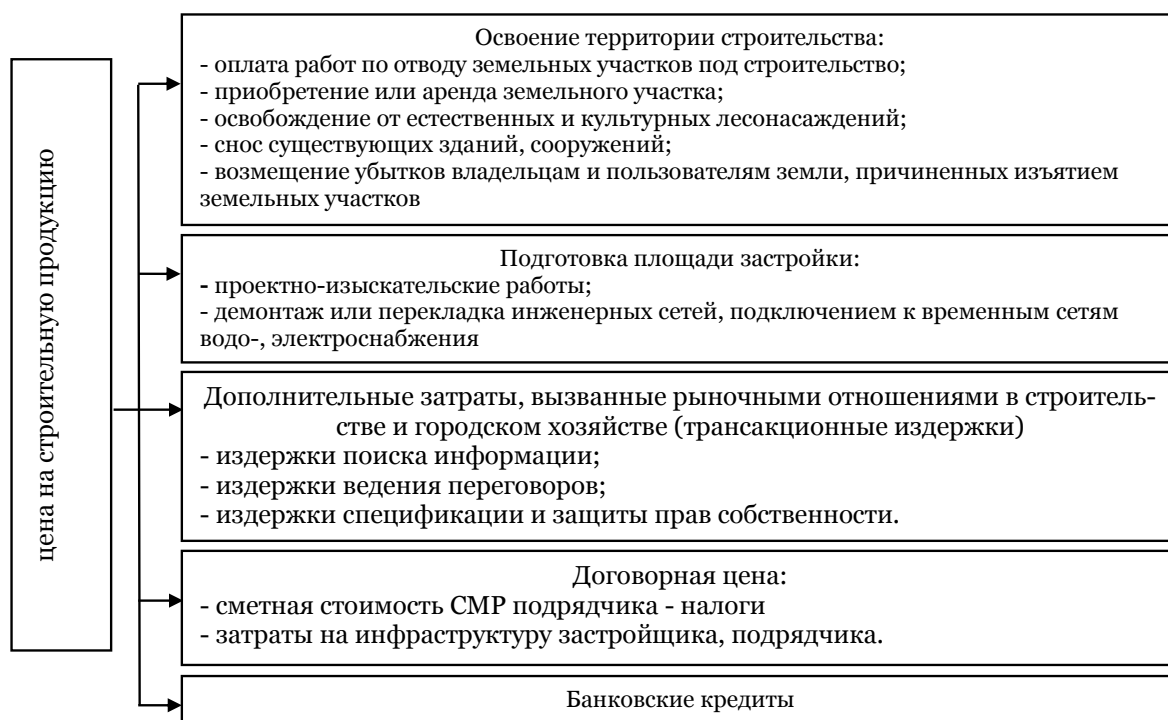 цена на строительную продукцию
Освоение территории строительства:
- оплата работ по отводу земельных участков под строительство;
- приобретение или аренда земельного участка;
- освобождение от естественных и культурных лесонасаждений;
- снос существующих зданий, сооружений;
- возмещение убытков владельцам и пользователям земли, причиненных изъятием
земельных участков
Подготовка площади застройки:
- проектно-изыскательские работы;
- демонтаж или перекладка инженерных сетей, подключением к временным сетям
водо-, электроснабжения
Дополнительные затраты, вызванные рыночными отношениями в строитель-
стве и городском хозяйстве (трансакционные издержки)
- издержки поиска информации;
- издержки ведения переговоров;
- издержки спецификации и защиты прав собственности.
Договорная цена:
- сметная стоимость СМР подрядчика - налоги
- затраты на инфраструктуру застройщика, подрядчика.
Банковские кредиты